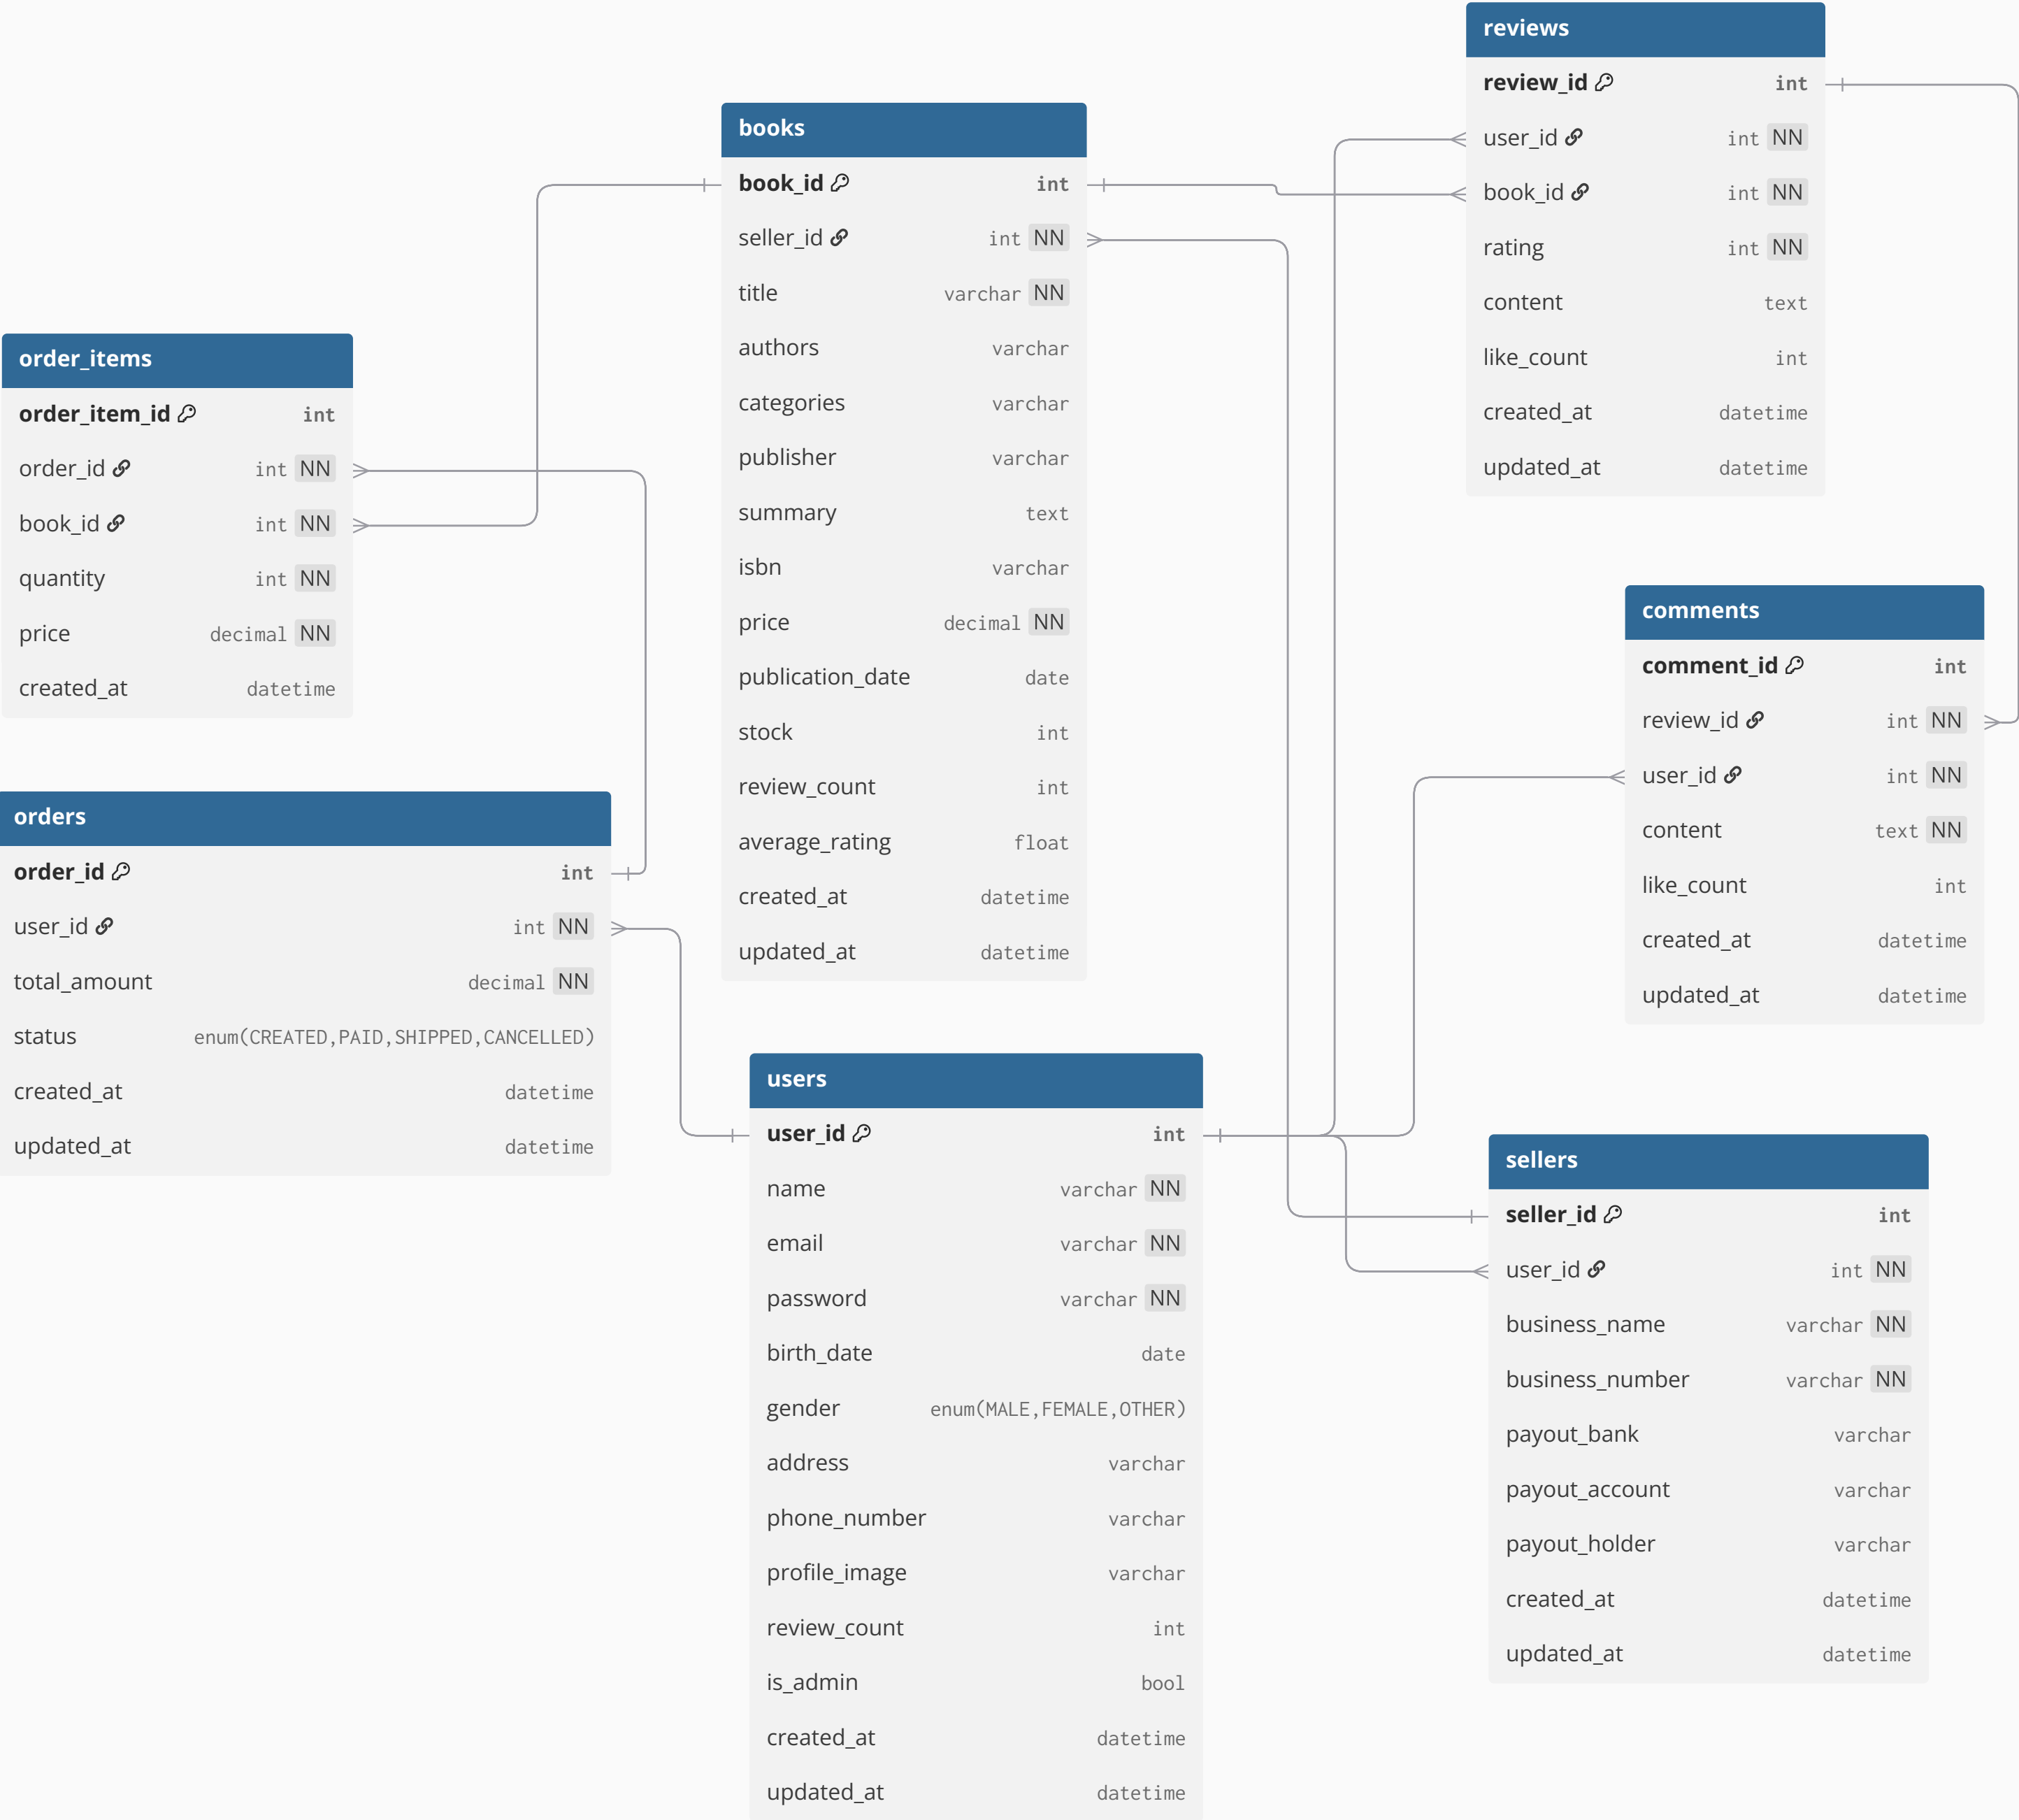 reviews
review_id int
user_id int NN
book_id int NN
rating int NN
content text
like_count int
created_at datetime
updated_at datetime
books
book_id int
seller_id int NN
title varchar NN
authors varchar
categories varchar
publisher varchar
summary text
isbn varchar
price decimal NN
publication_date date
stock int
review_count int
average_rating float
created_at datetime
updated_at datetime
order_items
order_item_id int
order_id int NN
book_id int NN
quantity int NN
price decimal NN
created_at datetime
comments
comment_id int
review_id int NN
user_id int NN
content text NN
like_count int
created_at datetime
updated_at datetime
orders
order_id int
user_id int NN
total_amount decimal NN
status enum(CREATED,PAID,SHIPPED,CANCELLED)
created_at datetime
updated_at datetime
users
user_id int
name varchar NN
email varchar NN
password varchar NN
birth_date date
gender enum(MALE,FEMALE,OTHER)
address varchar
phone_number varchar
profile_image varchar
review_count int
is_admin bool
created_at datetime
updated_at datetime
sellers
seller_id int
user_id int NN
business_name varchar NN
business_number varchar NN
payout_bank varchar
payout_account varchar
payout_holder varchar
created_at datetime
updated_at datetime